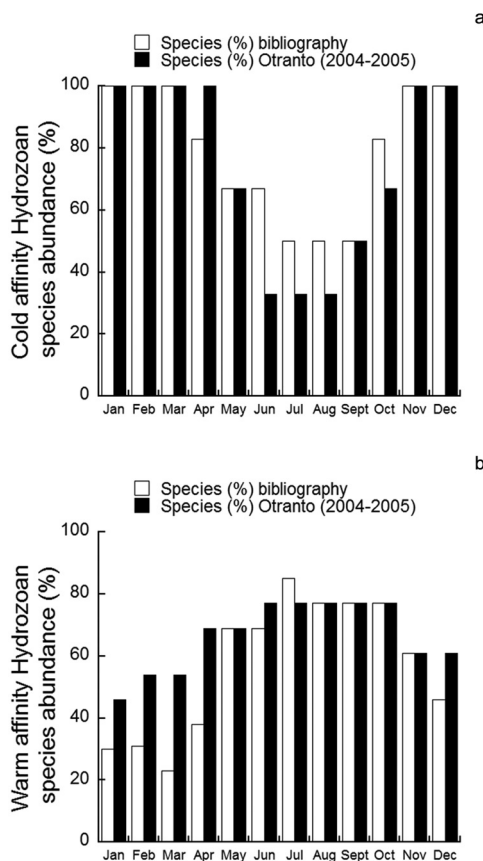 a
Species (%) bibliography
Species (%) Otranto (2004-2005)
Cold affinity Hydrozoan
species abundance (%)
100
80
60
40
20
0
Jan Feb Mar Apr May Jun Jul Aug Sept Oct Nov Dec
b
Species (%) bibliography
Species (%) Otranto (2004-2005)
Warm affinity Hydrozoan
species abundance (%)
100
80
60
40
20
0
Jan Feb Mar Apr May Jun Jul Aug Sept Oct Nov Dec